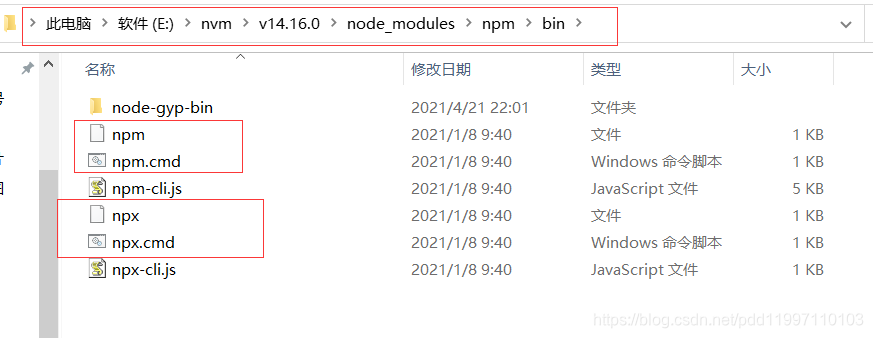 此电脑 软件 (E:) nvm v14.16.0 node_modules npm bin
名称 修改日期 类型 大小
node-gyp-bin 2021/4/21 22:01 文件夹
npm 2021/1/8 9:40 文件 1 KB
npm.cmd 2021/1/8 9:40 Windows 命令脚本 1 KB
npm-cli.js 2021/1/8 9:40 JavaScript 文件 5 KB
npx 2021/1/8 9:40 文件 1 KB
npx.cmd 2021/1/8 9:40 Windows 命令脚本 1 KB
npx-cli.js 2021/1/8 9:40 JavaScript 文件 1 KB
https://blog.csdn.net/pdd11997110103